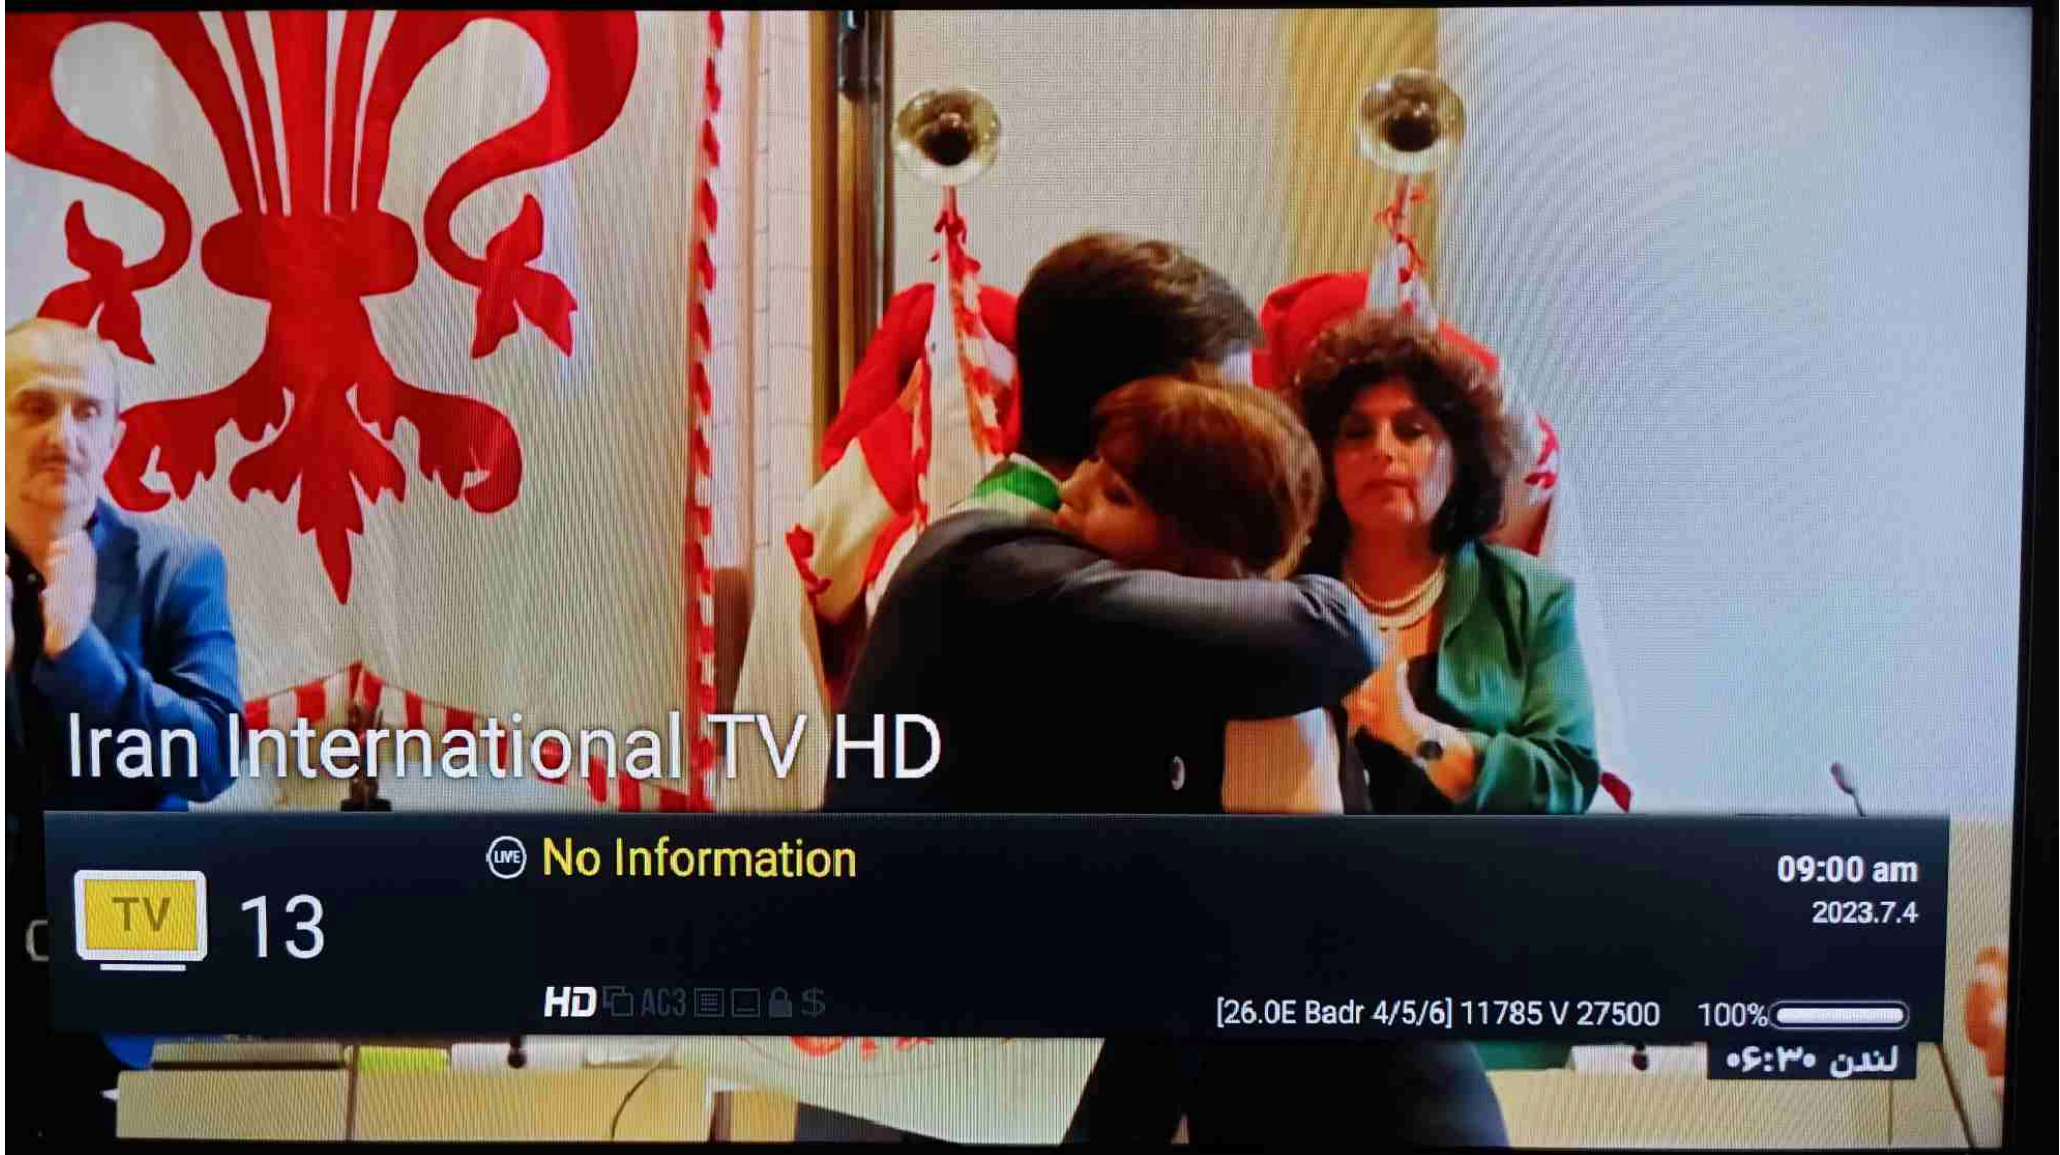 Iran International TV HD
LIVE No Information
09:00 am
TV 13
2023.7.4
HD AC3 $
[26.0E Badr 4/5/6] 11785 V 27500 100%
لندن ۰۶:۳۰